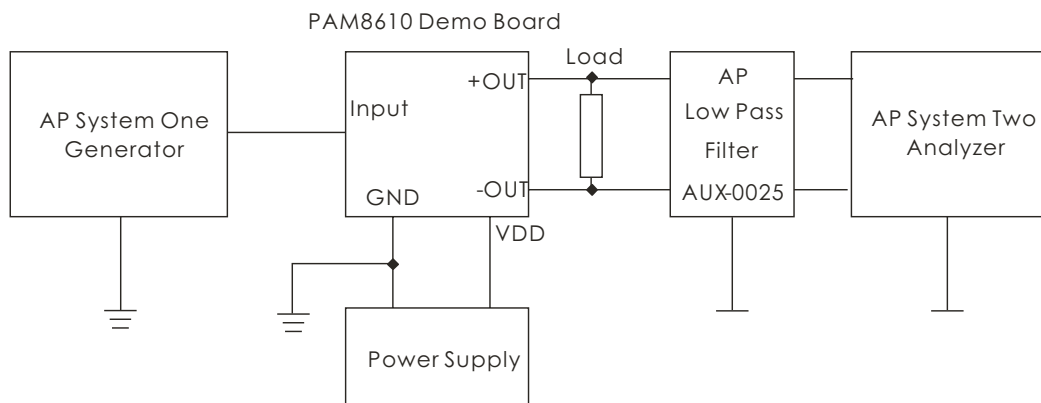 PAM8610 Demo Board
AP System One
Generator
Input
+OUT
-OUT
GND
VDD
Load
AP
Low Pass
Filter
AUX-0025
AP System Two
Analyzer
Power Supply